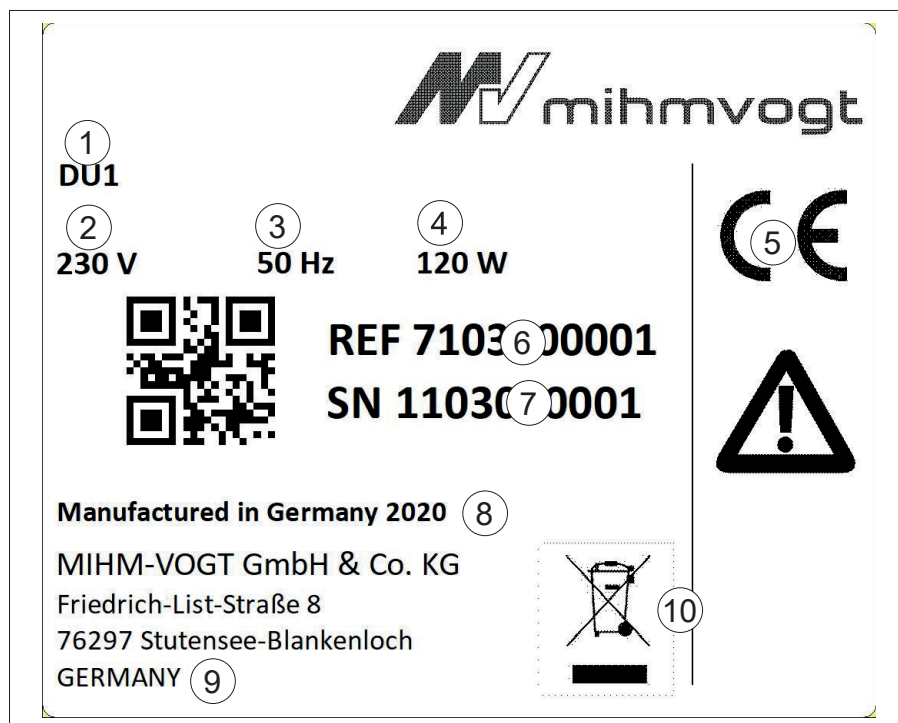 mihmvogt
1
DU1
2 3 4
230 V 50 Hz 120 W
5
CE
REF 7103 6 00001
SN 1103 7 0001
Manufactured in Germany 2020 8
MIHM-VOGT GmbH & Co. KG
Friedrich-List-Straße 8
76297 Stutensee-Blankenloch
10
GERMANY 9